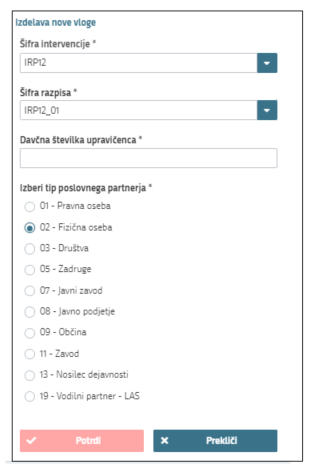 Izdelava nove vloge
Šifra intervencije *
IRP12
Šifra razpisa *
IRP12_01
Davčna številka upravičenca *
Izberi tip poslovnega partnerja *
01 - Pravna oseba
02 - Fizična oseba
03 - Društva
05 - Zadruge
07 - Javni zavod
08 - Javno podjetje
09 - Občina
11 - Zavod
13 - Nosilec dejavnosti
19 - Vodilni partner - LAS
Potrdi
Prekliči